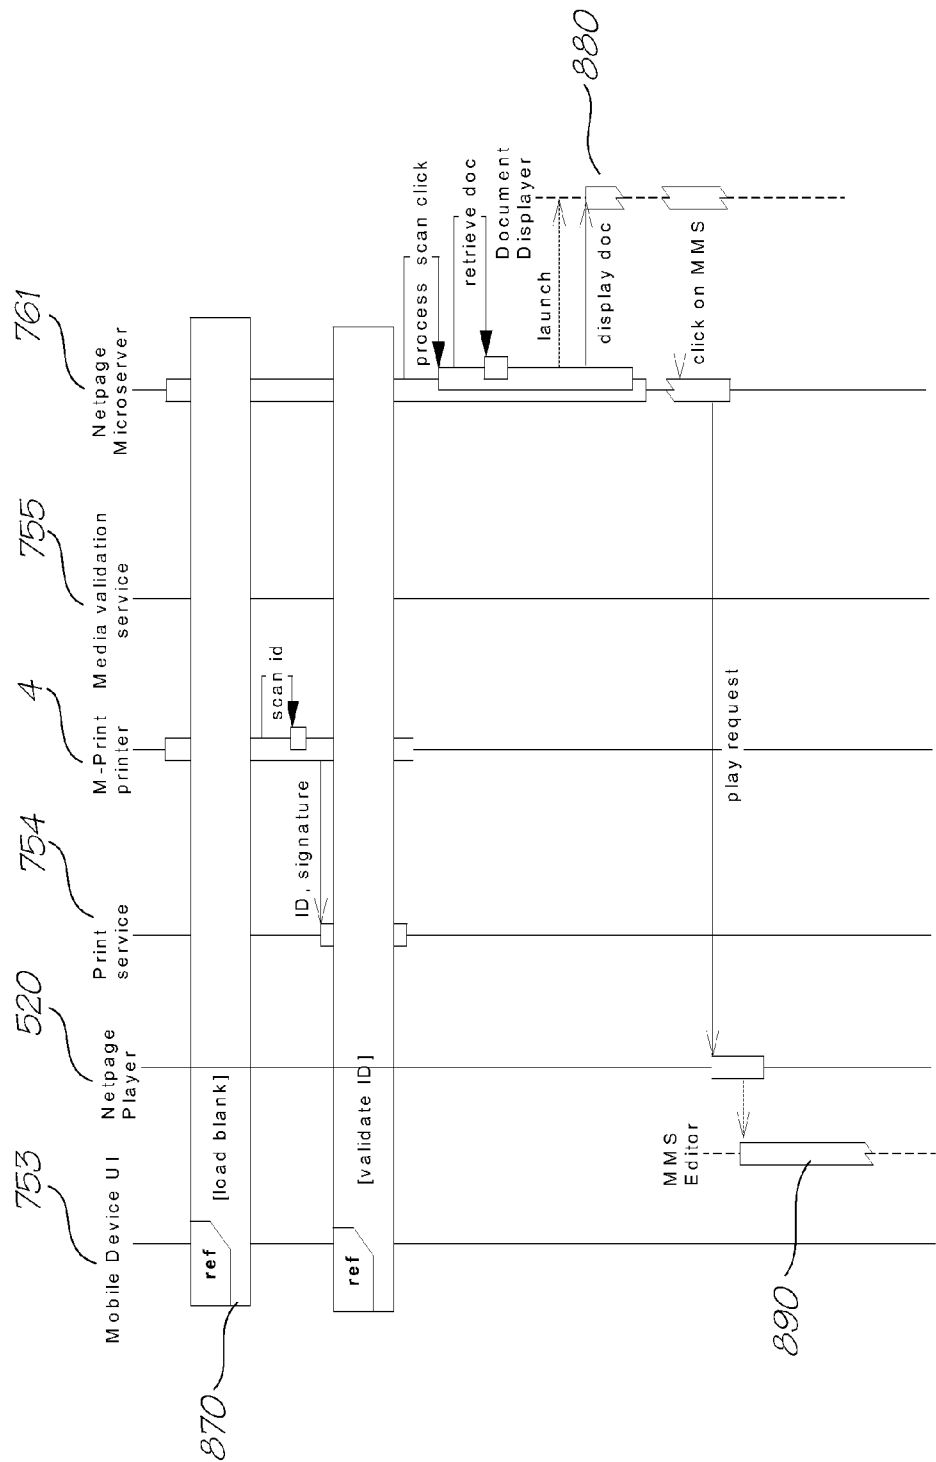 753
Mobile Device UI
520
Netpage
Player
754
Print
service
4
M-Print
printer
755
Media validation
service
761
Netpage
Microserver
870
ref
[load blank]
scan id
ID, signature
ref
[validate ID]
process scan click
retrieve doc
Document
Displayer
launch
display doc
880
click on MMS
play request
MMS
Editor
890